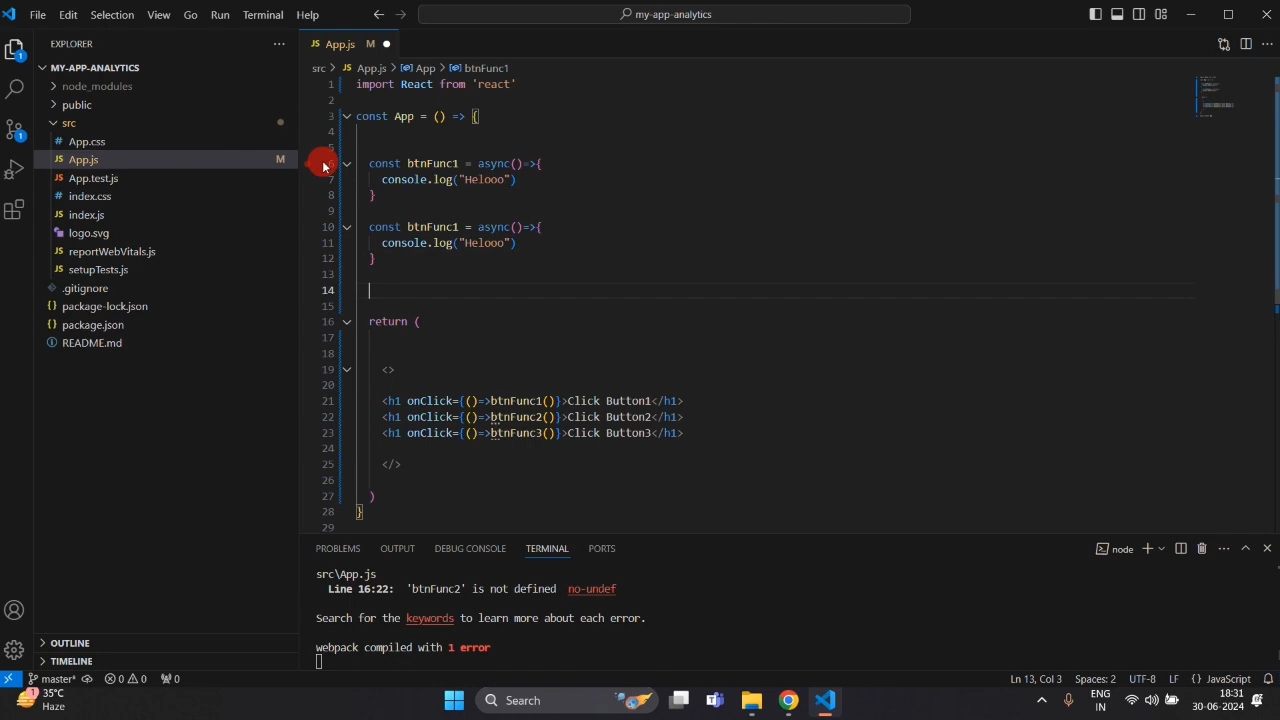 File Edit Selection View Go Run Terminal Help my-app-analytics
EXPLORER
MY-APP-ANALYTICS
node_modules
public
src
App.css
App.js M
App.test.js
index.css
index.js
logo.svg
reportWebVitals.js
setupTests.js
.gitignore
package-lock.json
package.json
README.md
OUTLINE
TIMELINE
App.js M
src > App.js > App > btnFunc1
1 import React from 'react'
2
3 const App = () => {
4
5
6 const btnFunc1 = async()=>{
7 console.log("Helooo")
8 }
9
10 const btnFunc1 = async()=>{
11 console.log("Helooo")
12 }
13
14
15
16 return (
17
18
19 <>
20
21 <h1 onClick={()=>btnFunc1()}>Click Button1</h1>
22 <h1 onClick={()=>btnFunc2()}>Click Button2</h1>
23 <h1 onClick={()=>btnFunc3()}>Click Button3</h1>
24
25 </>
26
27 )
28 }
29
PROBLEMS OUTPUT DEBUG CONSOLE TERMINAL PORTS node
src\App.js
Line 16:22: 'btnFunc2' is not defined no-undef
Search for the keywords to learn more about each error.
webpack compiled with 1 error
master* 0 0 0 Ln 13, Col 3 Spaces: 2 UTF-8 LF {} JavaScript
1
1
1
35°C
Haze
Search
ENG
IN
18:31
30-06-2024